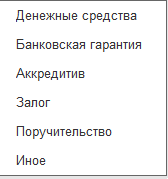 Денежные средства
Банковская гарантия
Аккредитив
Залог
Поручительство
Иное